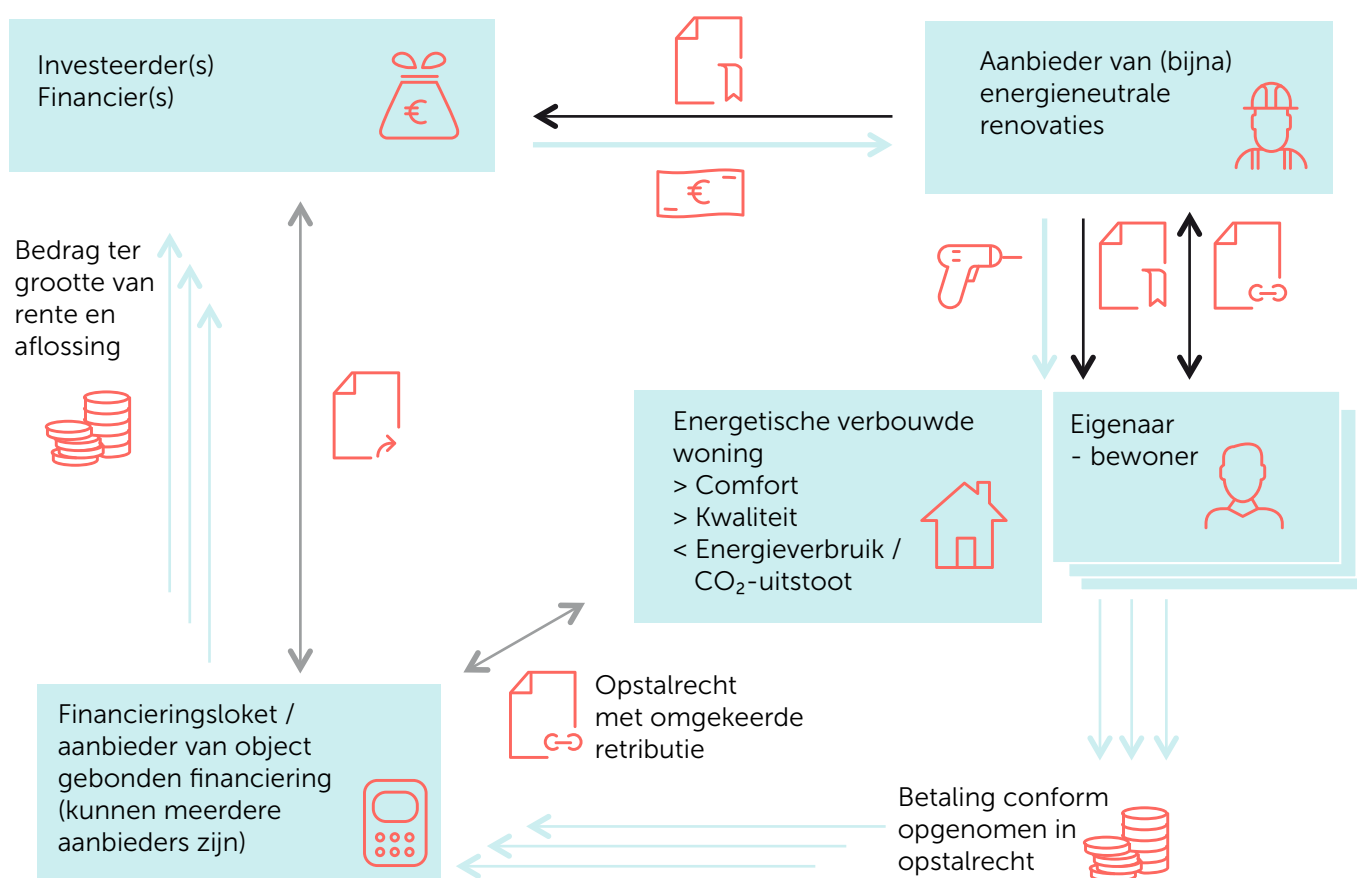 Investeerder(s)
Financier(s)
€
€
Aanbieder van (bijna)
energieneutrale
renovaties
Bedrag ter
grootte van
rente en
aflossing
Energetische verbouwde
woning
> Comfort
> Kwaliteit
< Energieverbruik /
CO₂-uitstoot
Eigenaar
- bewoner
Opstalrecht
met omgekeerde
retributie
Financieringsloket /
aanbieder van object
gebonden financiering
(kunnen meerdere
aanbieders zijn)
Betaling conform
opgenomen in
opstalrecht